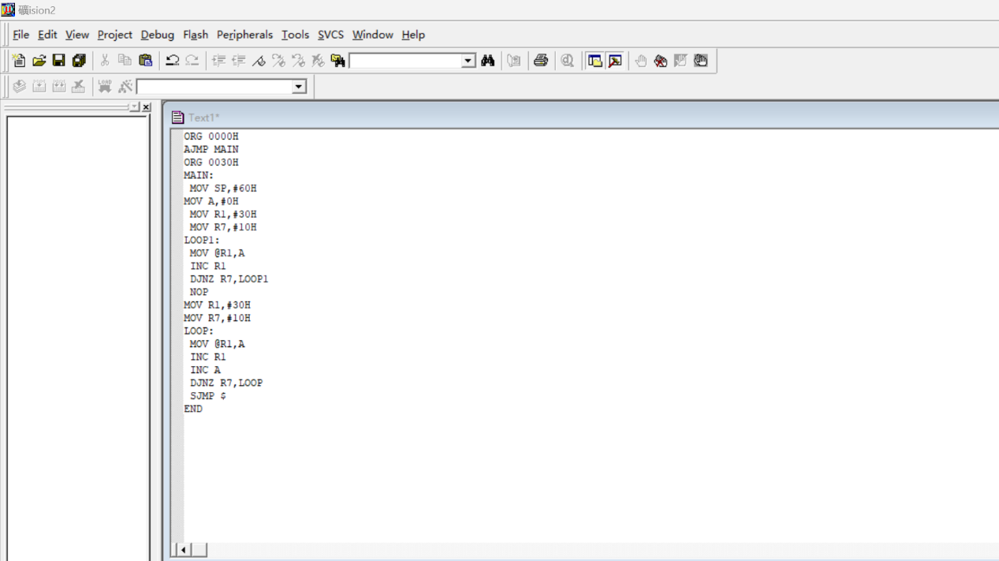 礦ision2
File Edit View Project Debug Flash Peripherals Tools SVCS Window Help
LOAD
Text1*
ORG 0000H
AJMP MAIN
ORG 0030H
MAIN:
MOV SP,#60H
MOV A,#0H
MOV R1,#30H
MOV R7,#10H
LOOP1:
MOV @R1,A
INC R1
DJNZ R7,LOOP1
NOP
MOV R1,#30H
MOV R7,#10H
LOOP:
MOV @R1,A
INC R1
INC A
DJNZ R7,LOOP
SJMP $
END